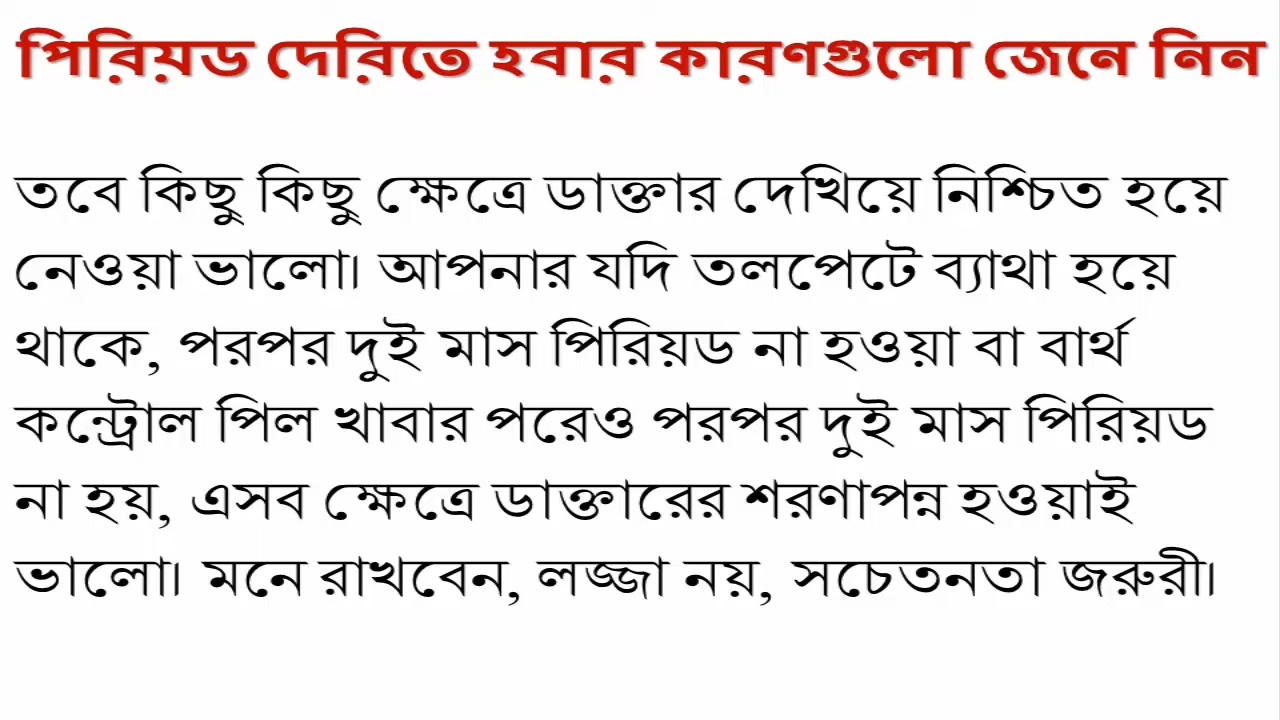 পিরিয়ড দেরিতে হবার কারণগুলো জেনে নিন
তবে কিছু কিছু ক্ষেত্রে ডাক্তার দেখিয়ে নিশ্চিত হয়ে
নেওয়া ভালো। আপনার যদি তলপেটে ব্যাথা হয়ে
থাকে, পরপর দুই মাস পিরিয়ড না হওয়া বা বার্থ
কন্ট্রোল পিল খাবার পরেও পরপর দুই মাস পিরিয়ড
না হয়, এসব ক্ষেত্রে ডাক্তারের শরণাপন্ন হওয়াই
ভালো। মনে রাখবেন, লজ্জা নয়, সচেতনতা জরুরী।